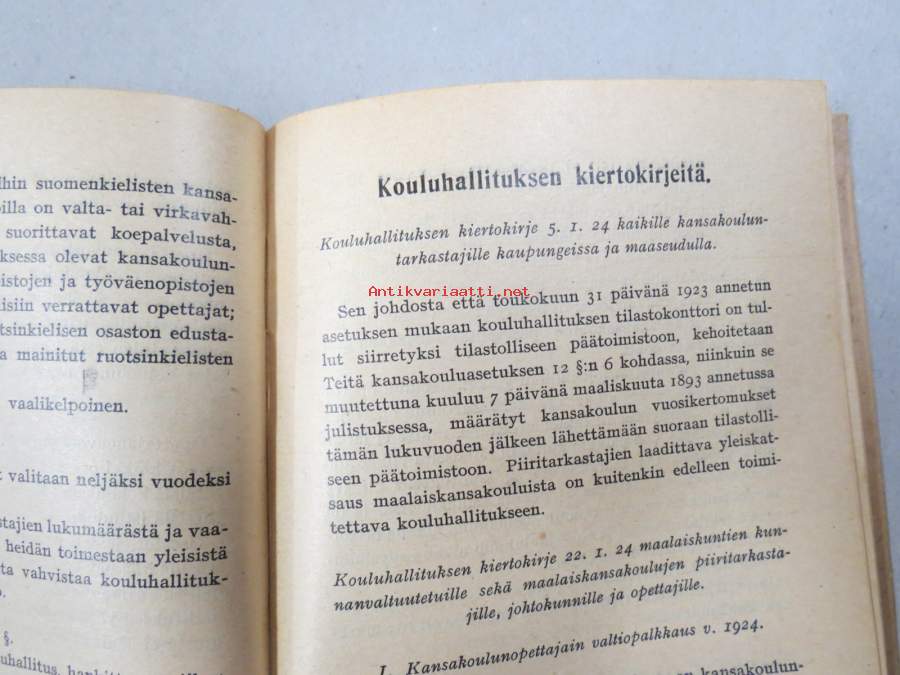 suomenkielisten kansa-
on valta- tai virkavah-
suorittavat koepalvelusta,
olevat kansakoulun-
ja työväenopistojen
verrattavat opettajat;
osaston edusta-
mainitut ruotsinkielisten
vaalikelpoinen.
valitaan neljäksi vuodeksi
lukumäärästä ja vaa-
heidän toimestaan yleisistä
vahvistaa kouluhallituk-
§.
Kouluhallituksen kiertokirjeitä.
Kouluhallituksen kiertokirje 5. 1. 24 kaikille kansakoulun-
tarkastajille kaupungeissa ja maaseudulla.
Antikvariaatti.net
Sen johdosta että toukokuun 31 päivänä 1923 annetun
asetuksen mukaan kouluhallituksen tilastokonttori on tul-
lut siirretyksi tilastolliseen päätoimistoon, kehoitetaan
Teitä kansakouluasetuksen 12 §:n 6 kohdassa, niinkuin se
muutettuna kuuluu 7 päivänä maaliskuuta 1893 annetussa
julistuksessa, määrätyt kansakoulun vuosikertomukset
tämän lukuvuoden jälkeen lähettämään suoraan tilastolli-
seen päätoimistoon. Piiritarkastajien laadittava yleiskat-
saus maalaiskansakouluista on kuitenkin edelleen toimi-
tettava kouluhallitukseen.
Kouluhallituksen kiertokirje 22. 1. 24 maalaiskuntien kun-
nanvaltuutetuille sekä maalaiskansakoulujen piiritarkasta-
jille, johtokunnille ja opettajille.
I. Kansakoulunopettajain valtiopalkkaus v. 1924.
kansakoulun-